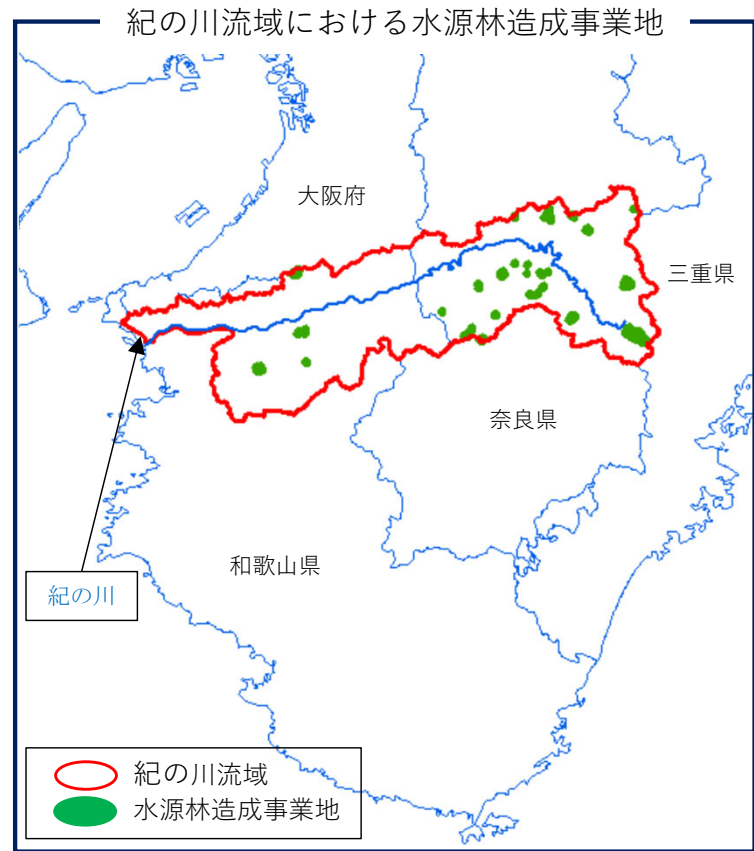 紀の川流域における水源林造成事業地
大阪府
三重県
奈良県
和歌山県
紀の川
紀の川流域
水源林造成事業地